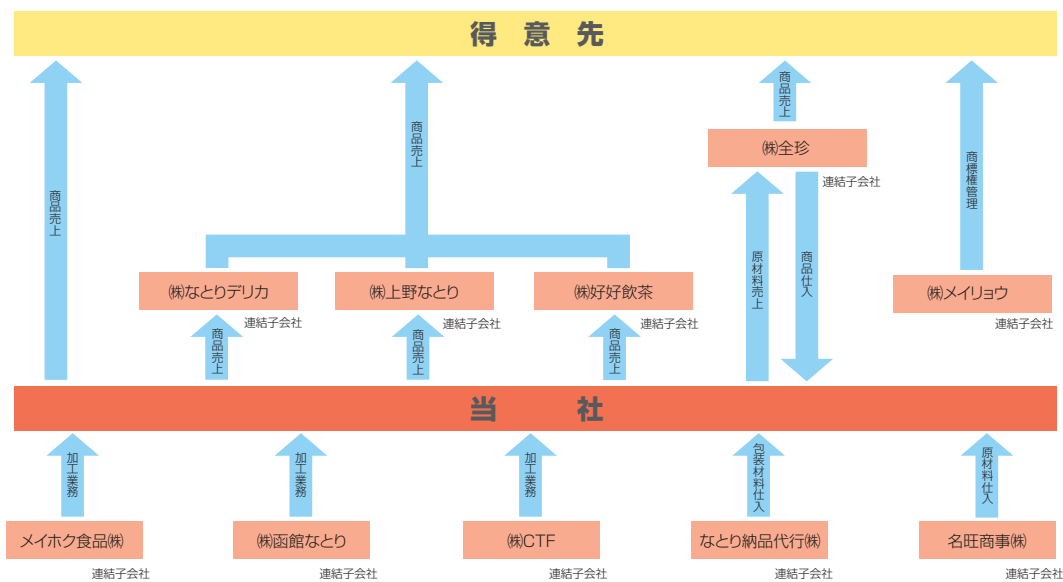 得意先
商品売上
商品売上
商品売上
商標権管理
㈱全珍
連結子会社
原材料売上
商品仕入
㈱なとりデリカ
連結子会社
㈱上野なとり
連結子会社
㈱好好飲茶
連結子会社
㈱メイリョウ
連結子会社
商品売上
商品売上
商品売上
当社
加工業務
加工業務
加工業務
包装材料仕入
原材料仕入
メイホク食品㈱
連結子会社
㈱函館なとり
連結子会社
㈱CTF
連結子会社
なとり納品代行㈱
連結子会社
名旺商事㈱
連結子会社